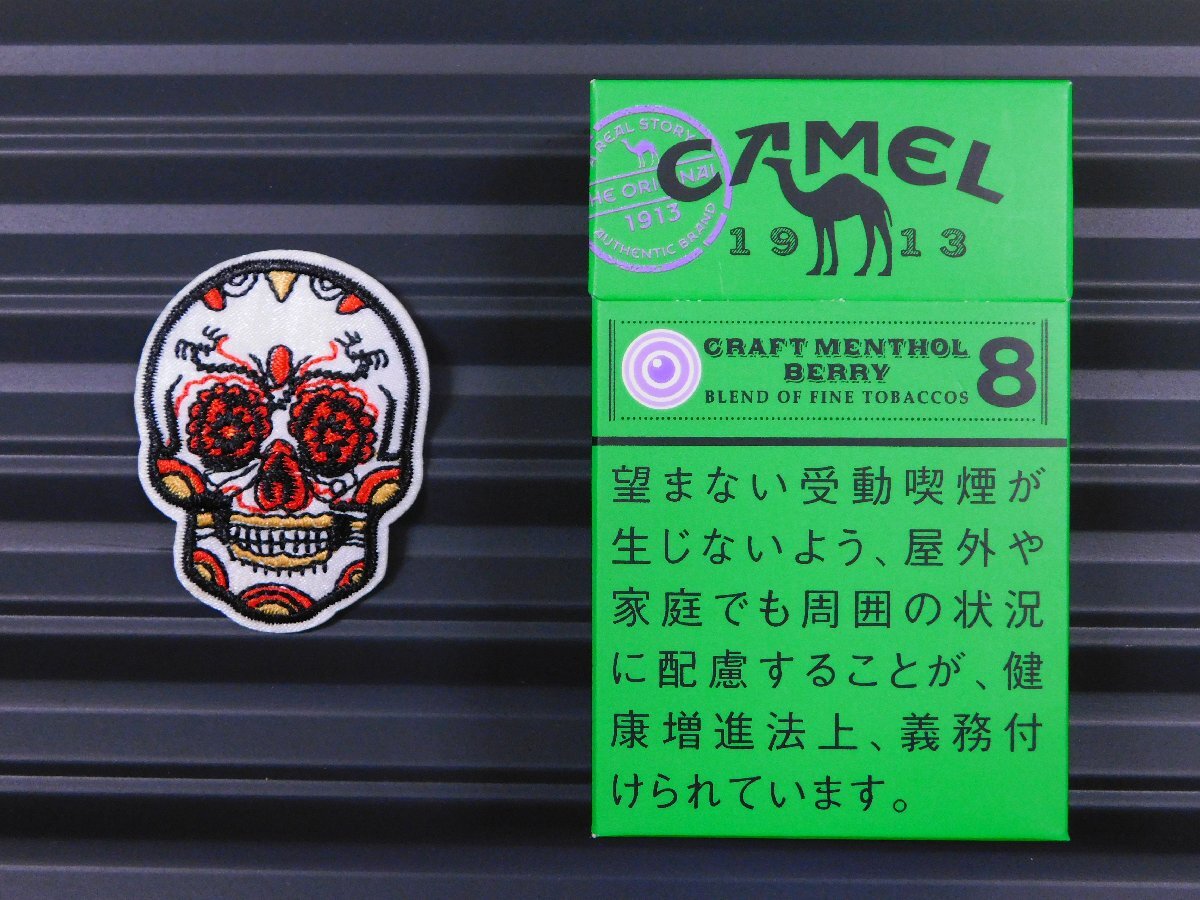 A REAL STORY
THE ORIGINAL
1913
AUTHENTIC BRAND
CAMEL
1913
CRAFT MENTHOL
BERRY
BLEND OF FINE TOBACCOS
8
望まない受動喫煙が
生じないよう、屋外や
家庭でも周囲の状況
に配慮することが、健
康増進法上、義務付
けられています。